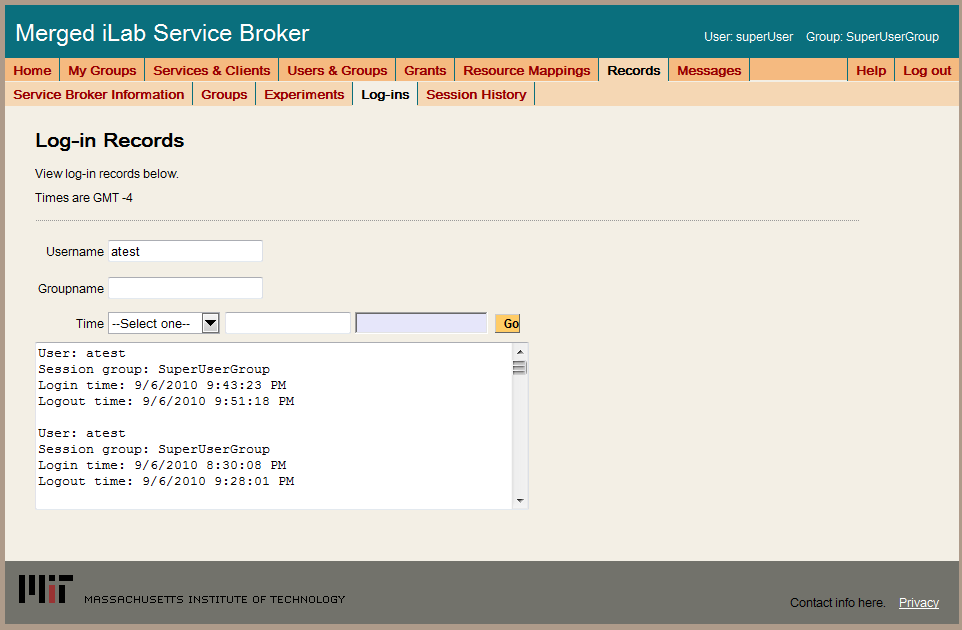 Merged iLab Service Broker
User: superUser Group: SuperUserGroup
Home My Groups Services & Clients Users & Groups Grants Resource Mappings Records Messages Help Log out
Service Broker Information Groups Experiments Log-ins Session History
Log-in Records
View log-in records below.
Times are GMT -4
Username atest
Groupname
Time --Select one-- Go
User: atest
Session group: SuperUserGroup
Login time: 9/6/2010 9:43:23 PM
Logout time: 9/6/2010 9:51:18 PM
User: atest
Session group: SuperUserGroup
Login time: 9/6/2010 8:30:08 PM
Logout time: 9/6/2010 9:28:01 PM
MIT MASSACHUSETTS INSTITUTE OF TECHNOLOGY
Contact info here. Privacy